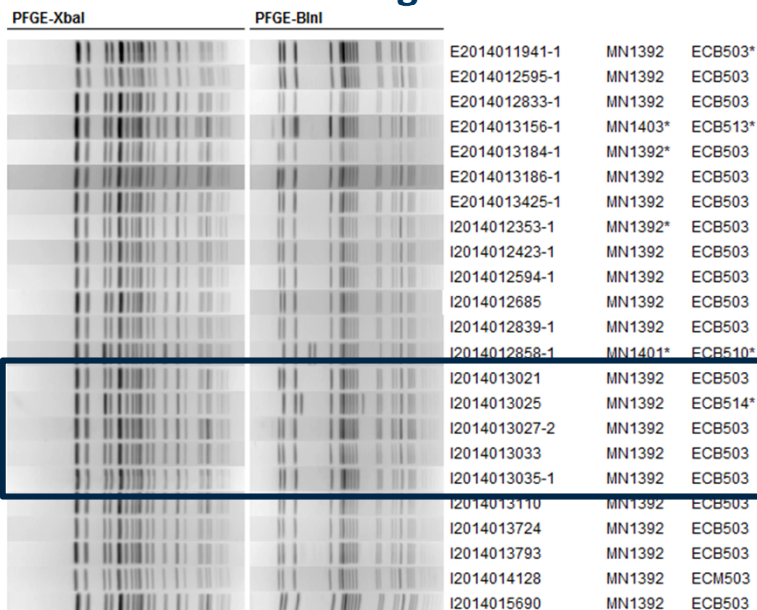 PFGE-XbaI PFGE-BlnI
E2014011941-1 MN1392 ECB503*
E2014012595-1 MN1392 ECB503
E2014012833-1 MN1392 ECB503
E2014013156-1 MN1403* ECB513*
E2014013184-1 MN1392* ECB503
E2014013186-1 MN1392 ECB503
E2014013425-1 MN1392 ECB503
I2014012353-1 MN1392* ECB503
I2014012423-1 MN1392 ECB503
I2014012594-1 MN1392 ECB503
I2014012685 MN1392 ECB503
I2014012839-1 MN1392 ECB503
I2014012858-1 MN1401* ECB510*
I2014013021 MN1392 ECB503
I2014013025 MN1392 ECB514*
I2014013027-2 MN1392 ECB503
I2014013033 MN1392 ECB503
I2014013035-1 MN1392 ECB503
I2014013110 MN1392 ECB503
I2014013724 MN1392 ECB503
I2014013793 MN1392 ECB503
I2014014128 MN1392 ECM503
I2014015690 MN1392 ECB503